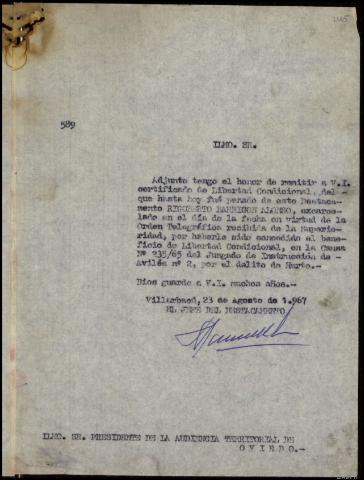 589
ILMO. SR.
Adjunto tengo el honor de remitir a V.I.
certificado de Libertad Condicional, del-
que hasta hoy fué penado de este Destaca-
mento RIGOBERTO ALONSO, excarce-
lado en el día de la fecha en virtud de la
Orden Telegráfica recibida de la Superio-
ridad, por haberle sido concedido el bene-
ficio de Libertad Condicional, en la Causa
Nº 235/65 del Juzgado de Instrucción de -
Avilés nº 2, por el delito de Hurto.-
Dios guarde a V.I. muchos años.-
23 de Agosto de 1.967
EL JEFE DEL DESTACAMENTO
ILMO. SR. PRESIDENTE DE LA AUDIENCIA TERRITORIAL DE
O V I E D O.-